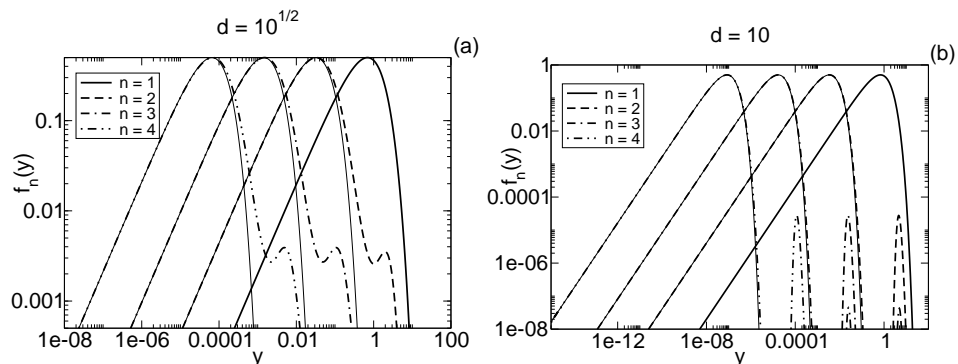 d = 10^1/2
(a)
n = 1
n = 2
n = 3
n = 4
f_n(y)
0.1
0.01
0.001
1e-08 1e-06 0.0001 0.01 1 100
y
d = 10
(b)
n = 1
n = 2
n = 3
n = 4
f_n(y)
1
0.01
0.0001
1e-06
1e-08
1e-12 1e-08 0.0001 1
y